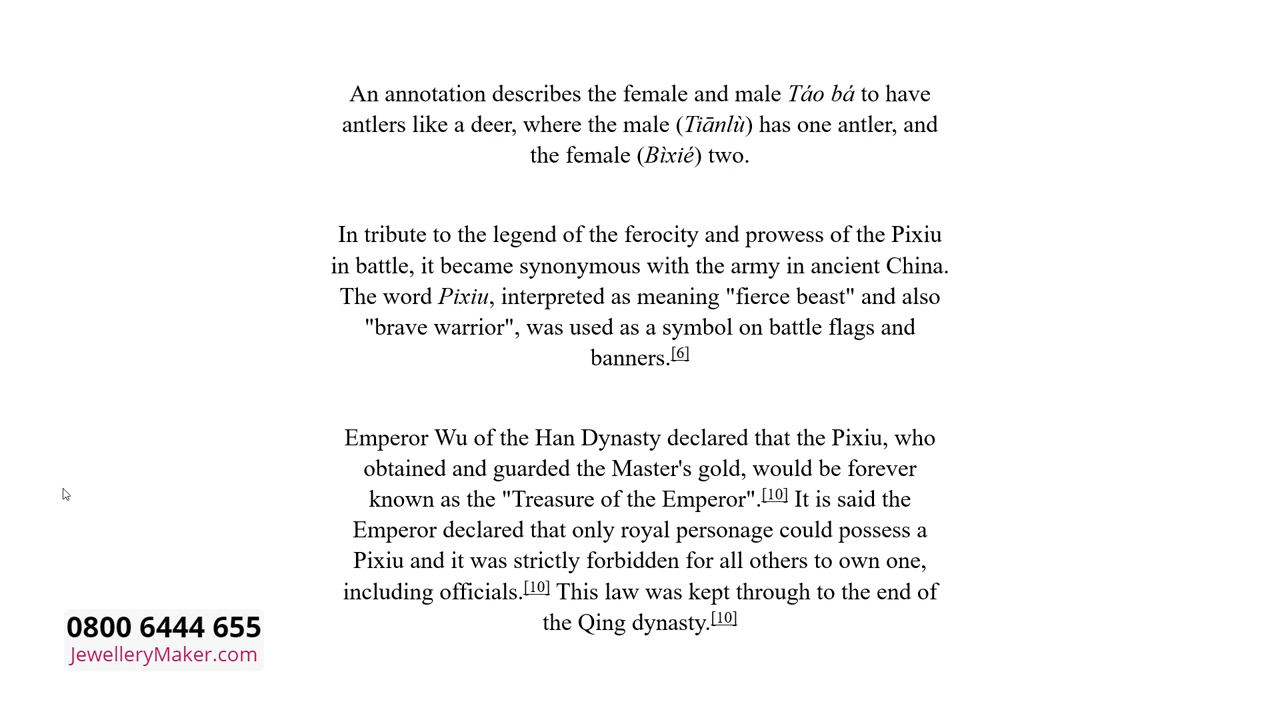 An annotation describes the female and male Táo bá to have
antlers like a deer, where the male (Tiānlù) has one antler, and
the female (Bìxié) two.
In tribute to the legend of the ferocity and prowess of the Pixiu
in battle, it became synonymous with the army in ancient China.
The word Pixiu, interpreted as meaning "fierce beast" and also
"brave warrior", was used as a symbol on battle flags and
banners.[6]
Emperor Wu of the Han Dynasty declared that the Pixiu, who
obtained and guarded the Master's gold, would be forever
known as the "Treasure of the Emperor".[10] It is said the
Emperor declared that only royal personage could possess a
Pixiu and it was strictly forbidden for all others to own one,
including officials.[10] This law was kept through to the end of
the Qing dynasty.[10]
0800 6444 655
JewelleryMaker.com